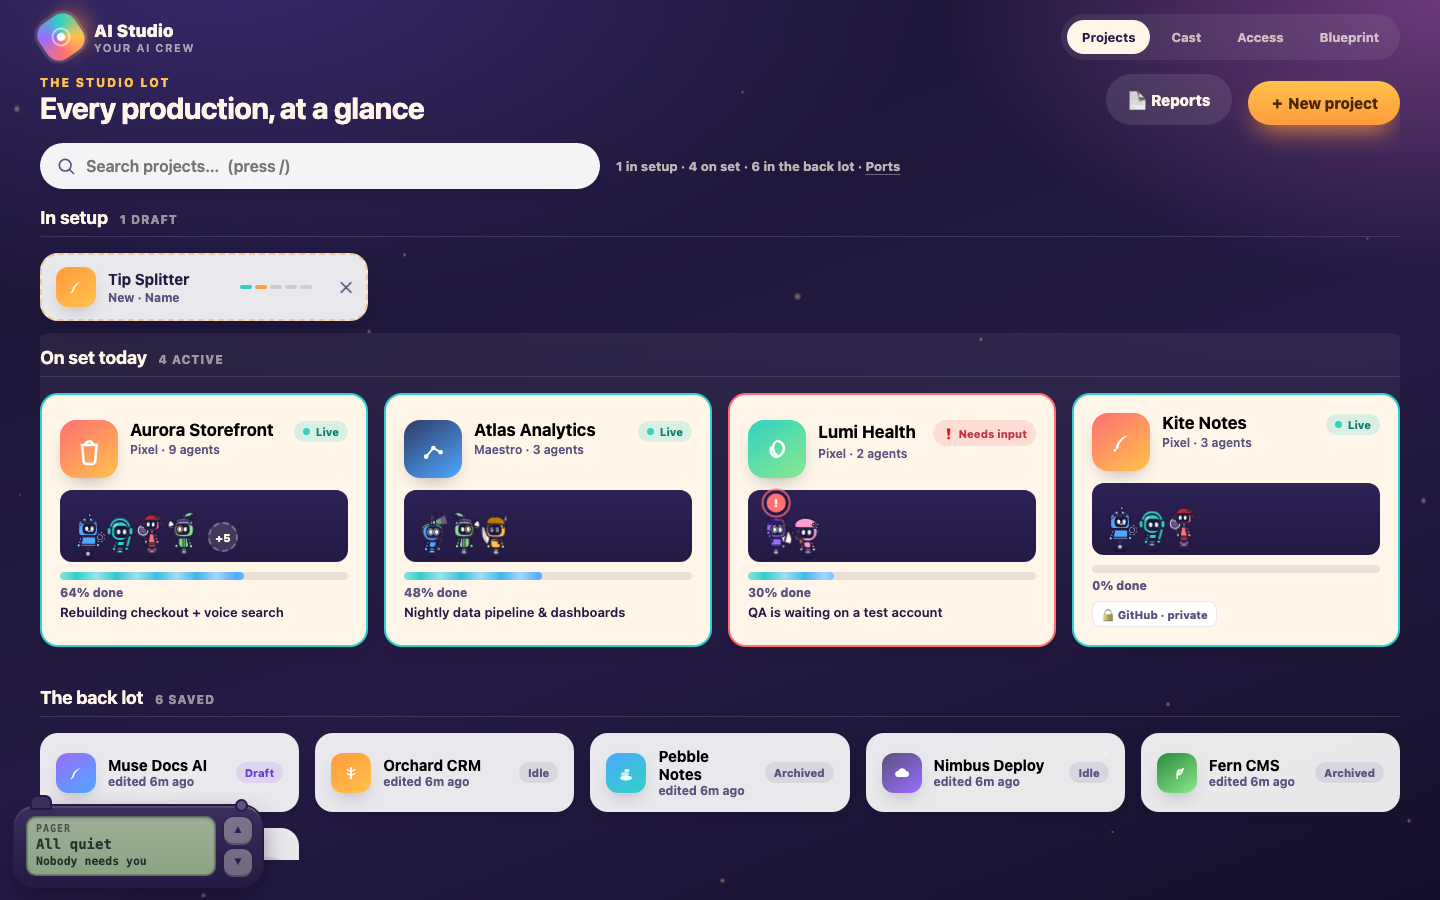 AI Studio
YOUR AI CREW
Projects
Cast
Access
Blueprint
THE STUDIO LOT
Every production, at a glance
Reports
+ New project
Search projects... (press /)
1 in setup · 4 on set · 6 in the back lot · Ports
In setup
1 DRAFT
Tip Splitter
New · Name
On set today
4 ACTIVE
Aurora Storefront
Pixel · 9 agents
Live
+5
64% done
Rebuilding checkout + voice search
Atlas Analytics
Maestro · 3 agents
Live
48% done
Nightly data pipeline & dashboards
Lumi Health
Pixel · 2 agents
! Needs input
!
30% done
QA is waiting on a test account
Kite Notes
Pixel · 3 agents
Live
0% done
GitHub · private
The back lot
6 SAVED
Muse Docs AI
edited 6m ago
Draft
Orchard CRM
edited 6m ago
Idle
Pebble
Notes
edited 6m ago
Archived
Nimbus Deploy
edited 6m ago
Idle
Fern CMS
edited 6m ago
Archived
PAGER
All quiet
Nobody needs you